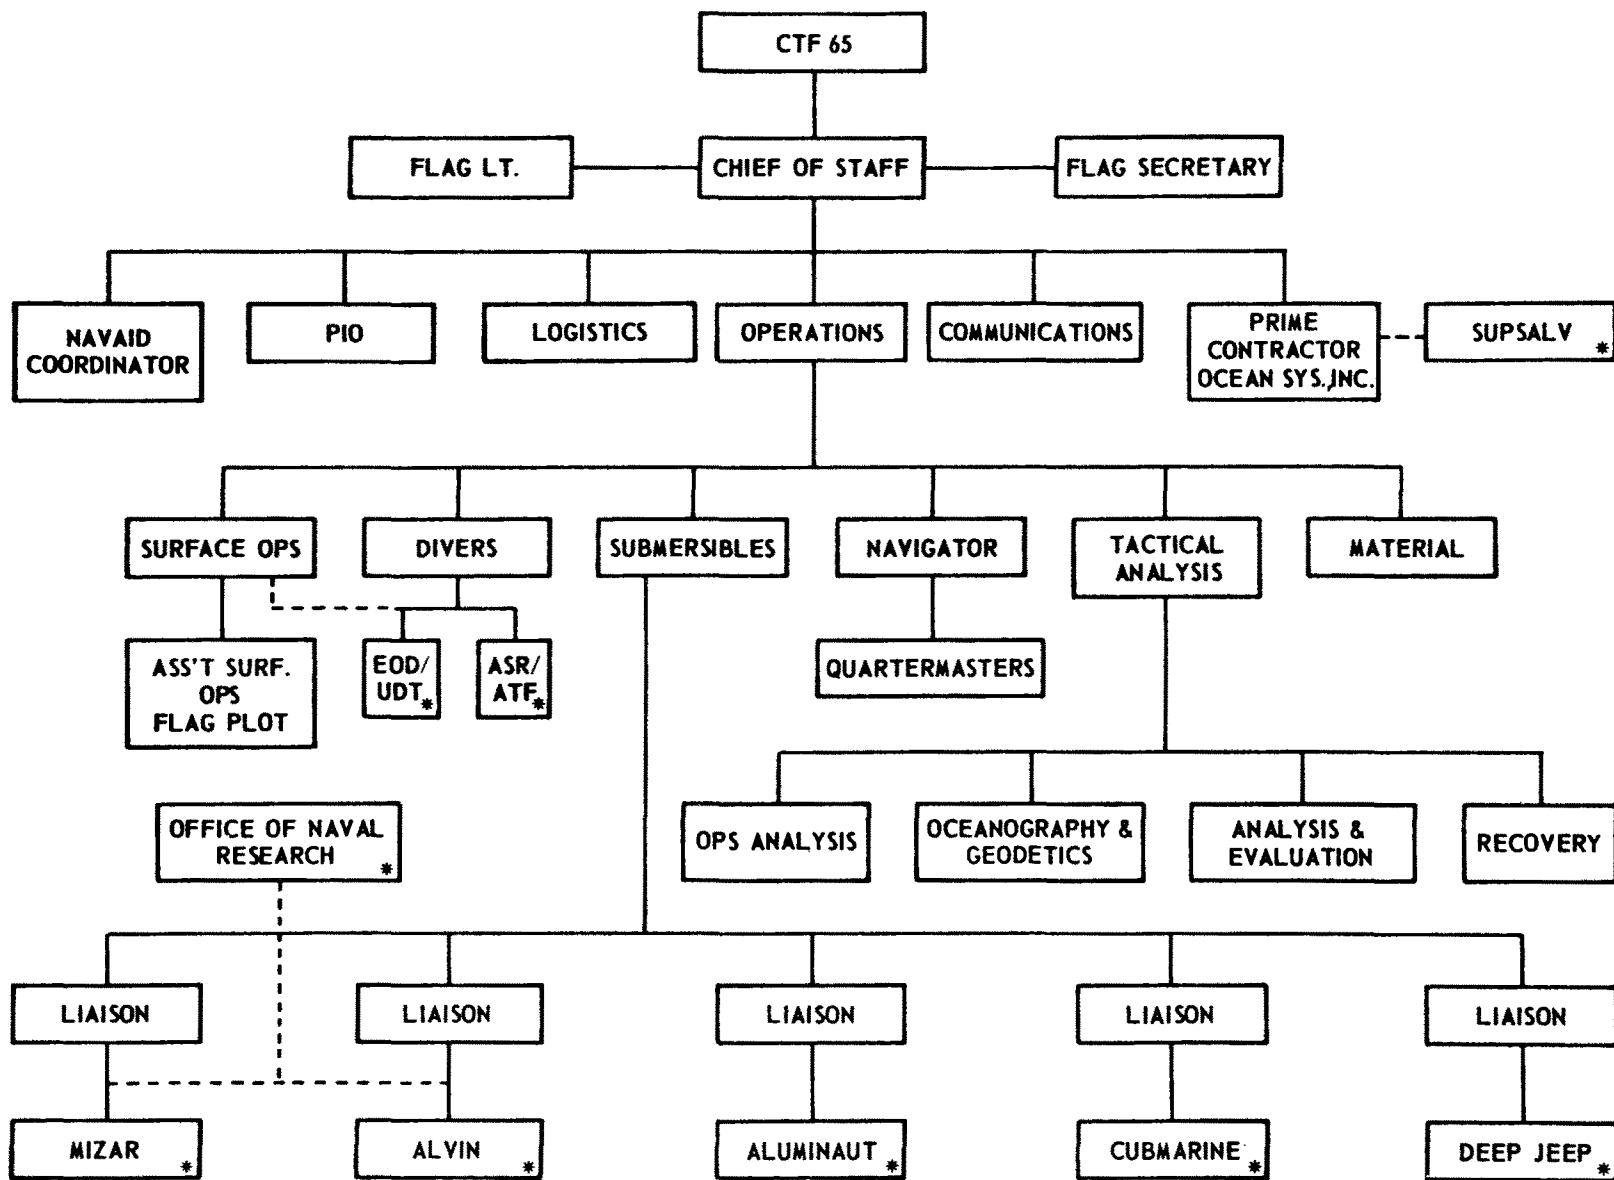 CTF 65
FLAG LT.
CHIEF OF STAFF
FLAG SECRETARY
NAVAID
COORDINATOR
PIO
LOGISTICS
OPERATIONS
COMMUNICATIONS
PRIME
CONTRACTOR
OCEAN SYS.,INC.
SUPSALV
*
SURFACE OPS
DIVERS
SUBMERSIBLES
NAVIGATOR
TACTICAL
ANALYSIS
MATERIAL
ASS'T SURF.
OPS
FLAG PLOT
EOD/
UDT*
ASR/
ATF*
QUARTERMASTERS
OFFICE OF NAVAL
RESEARCH
*
OPS ANALYSIS
OCEANOGRAPHY &
GEODETICS
ANALYSIS &
EVALUATION
RECOVERY
LIAISON
LIAISON
LIAISON
LIAISON
LIAISON
MIZAR *
ALVIN *
ALUMINAUT *
CUBMARINE *
DEEP JEEP *